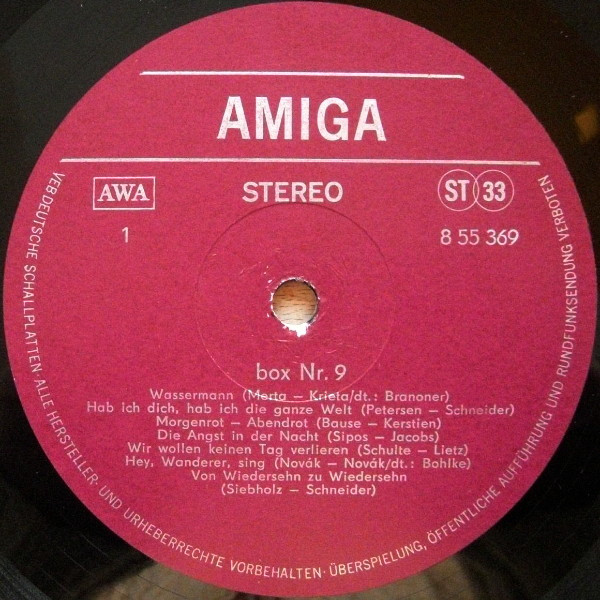 AMIGA
AWA
STEREO
ST 33
1
8 55 369
box Nr. 9
Wassermann (Merta – Krieta/dt.: Branoner)
Hab ich dich, hab ich die ganze Welt (Petersen – Schneider)
Morgenrot – Abendrot (Bause – Kerstien)
Die Angst in der Nacht (Sipos – Jacobs)
Wir wollen keinen Tag verlieren (Schulte – Lietz)
Hey, Wanderer, sing (Novák – Novák/dt.: Bohlke)
Von Wiedersehn zu Wiedersehn
(Siebholz – Schneider)
VEB DEUTSCHE SCHALLPLATTEN · ALLE HERSTELLER- UND URHEBERRECHTE VORBEHALTEN · ÜBERSPIELUNG, ÖFFENTLICHE AUFFÜHRUNG UND RUNDFUNKSENDUNG VERBOTEN